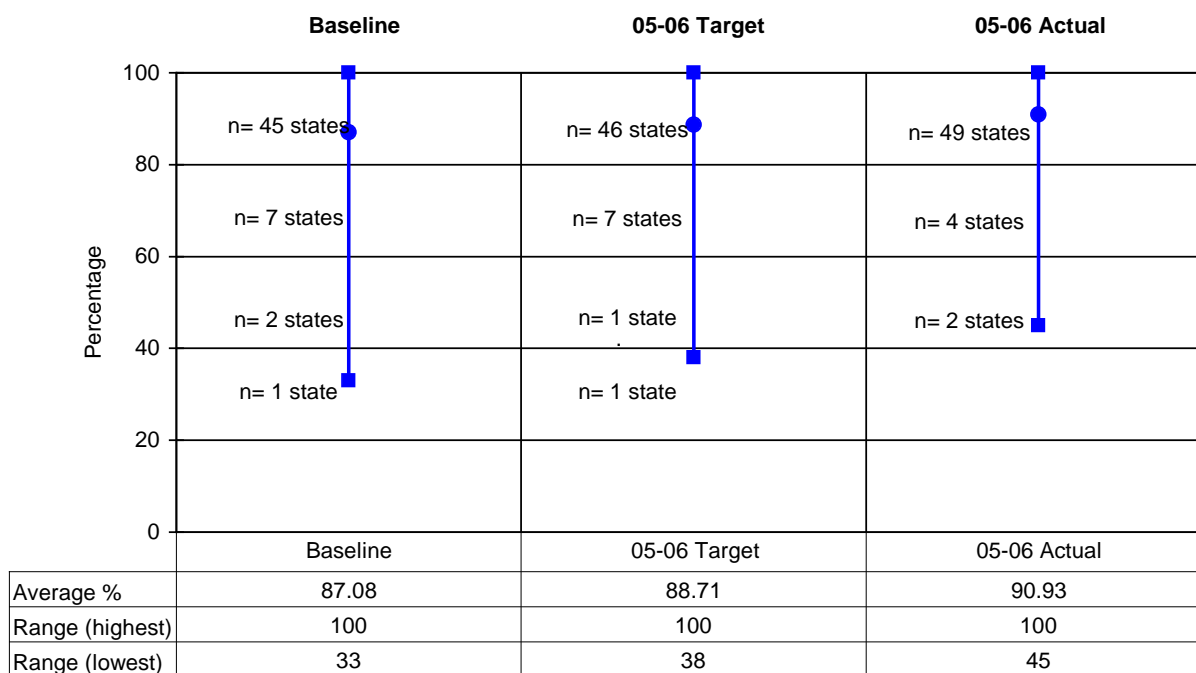 Baseline 05-06 Target 05-06 Actual
100
n= 45 states n= 46 states n= 49 states
80
n= 7 states n= 7 states n= 4 states
60
Percentage
n= 2 states n= 1 state n= 2 states
40
.
n= 1 state n= 1 state
20
0
Baseline 05-06 Target 05-06 Actual
Average % 87.08 88.71 90.93
Range (highest) 100 100 100
Range (lowest) 33 38 45